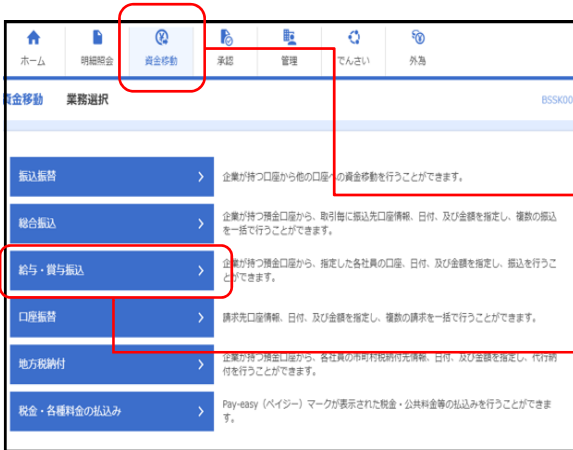 ホーム 明細照会 資金移動 承認 管理 でんさい 外為
資金移動 業務選択 BSSK00
振込振替
企業が持つ口座から他の口座への資金移動を行うことができます。
総合振込
企業が持つ預金口座から、取引毎に振込先口座情報、日付、及び金額を指定し、複数の振込
を一括で行うことができます。
給与・賞与振込
企業が持つ預金口座から、指定した各社員の口座、日付、及び金額を指定し、振込を行うこ
とができます。
口座振替
請求先口座情報、日付、及び金額を指定し、複数の請求を一括で行うことができます。
地方税納付
企業が持つ預金口座から、各社員の市町村税納付先情報、日付、及び金額を指定し、代行納
付を行うことができます。
税金・各種料金の払込み
Pay-easy（ペイジー）マークが表示された税金・公共料金等の払込みを行うことができま
す。